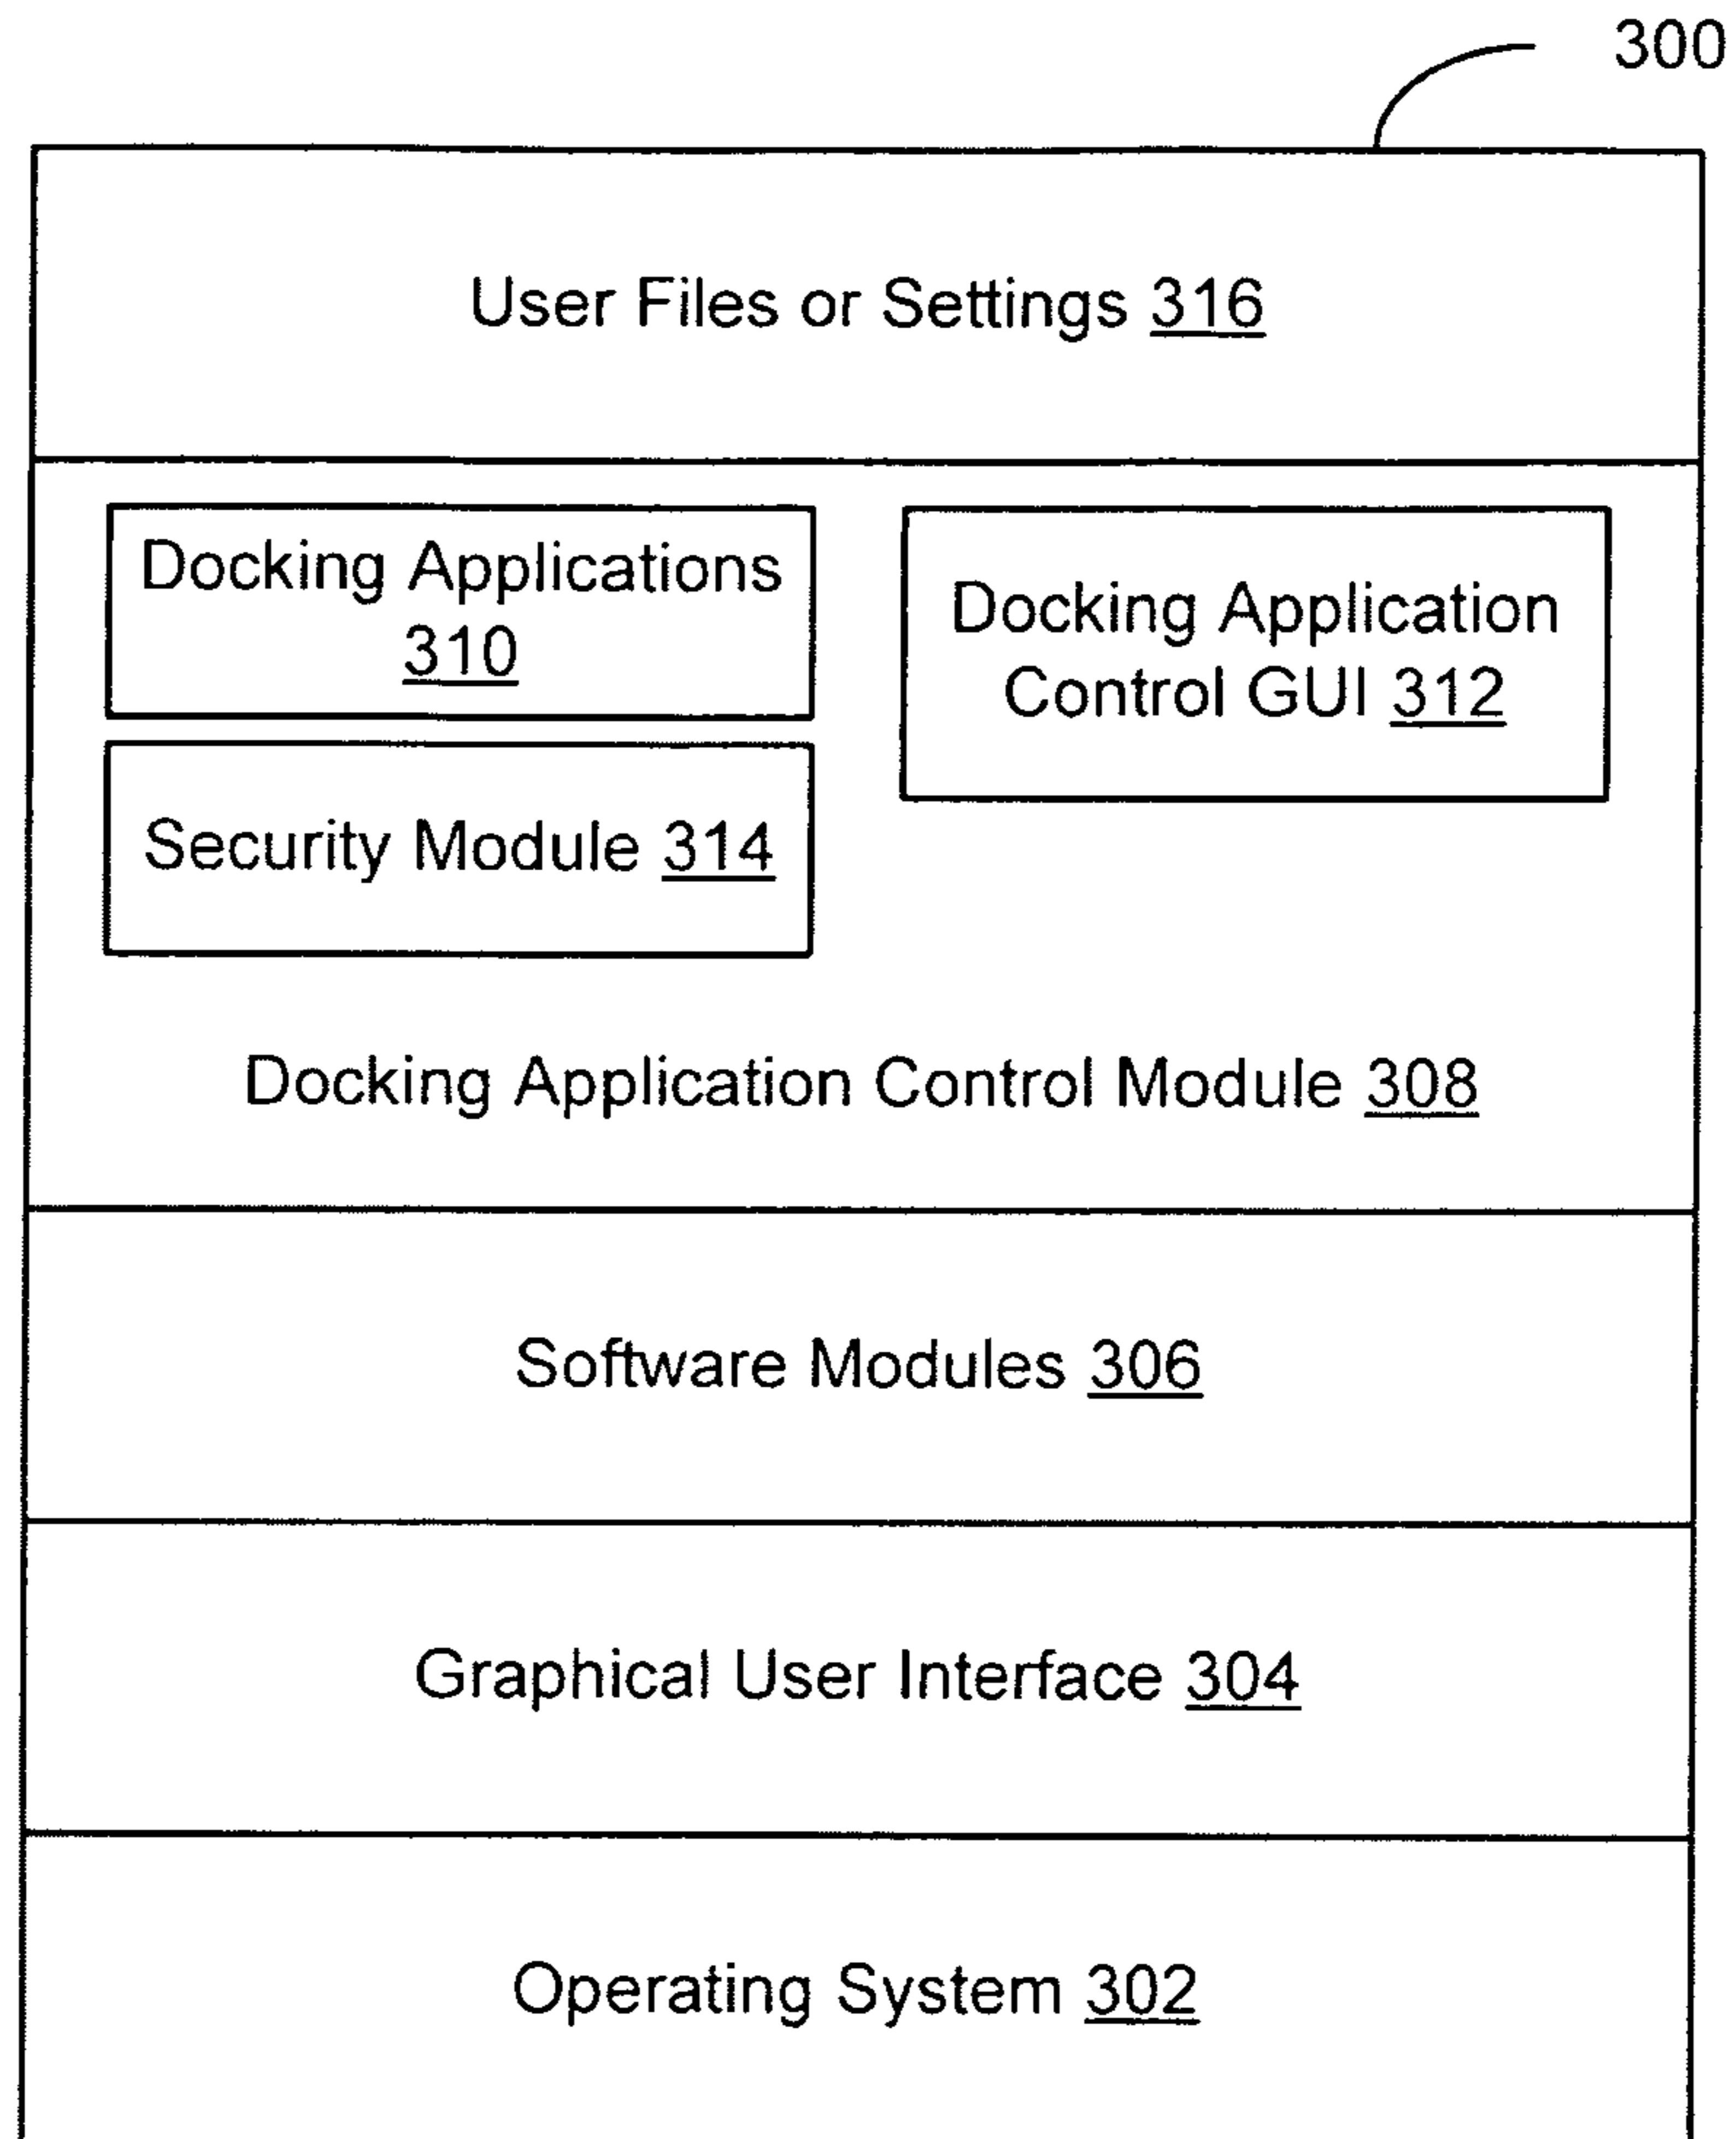 300
User Files or Settings 316
Docking Applications
310
Docking Application
Control GUI 312
Security Module 314
Docking Application Control Module 308
Software Modules 306
Graphical User Interface 304
Operating System 302